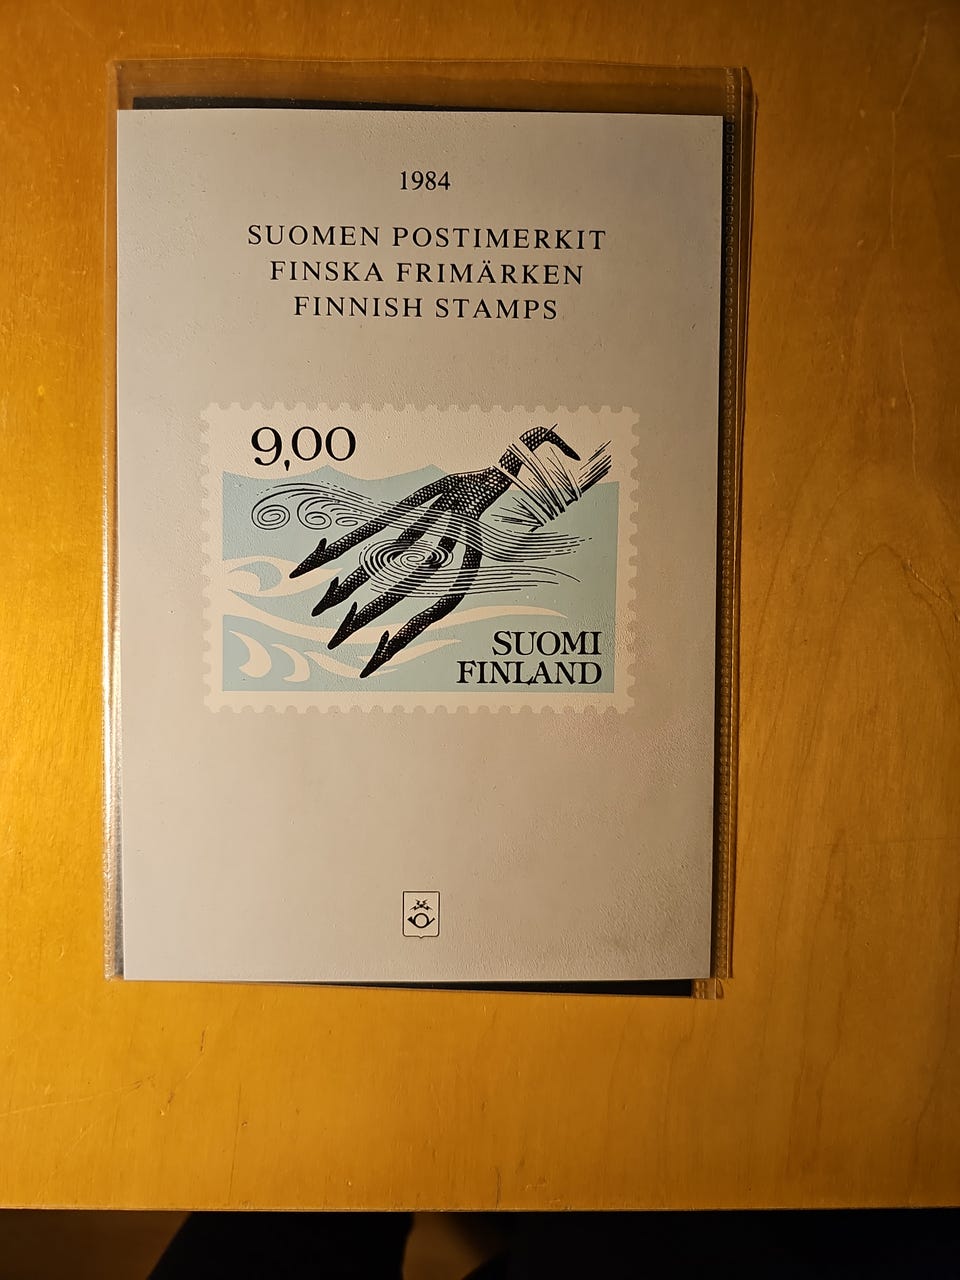 1984
SUOMEN POSTIMERKIT
FINSKA FRIMÄRKEN
FINNISH STAMPS
9,00
SUOMI
FINLAND